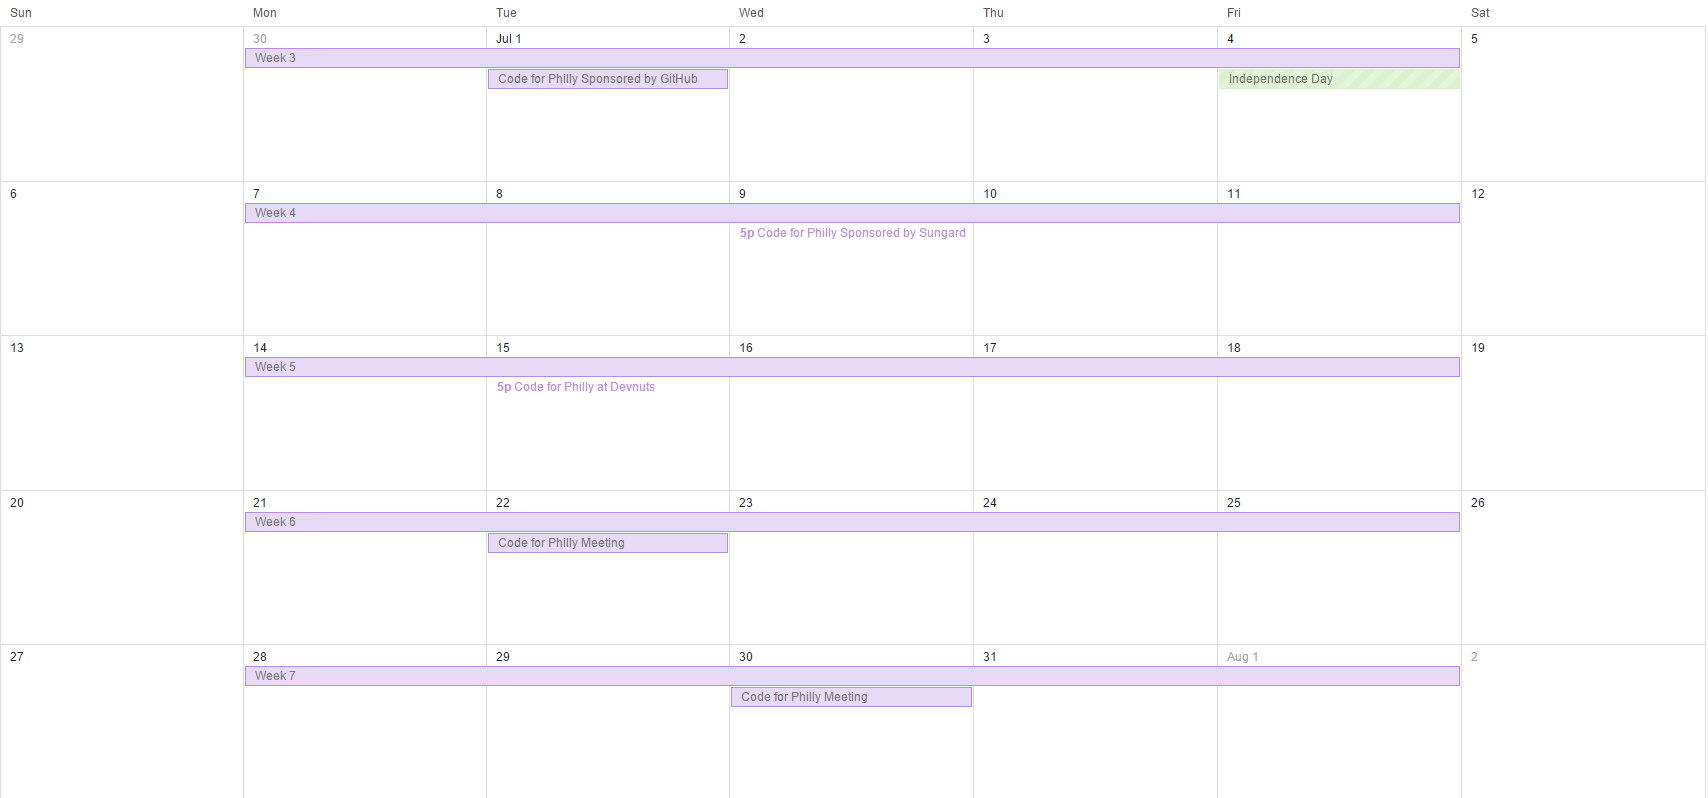 Sun Mon Tue Wed Thu Fri Sat
29 30 Jul 1 2 3 4 5
Week 3
Code for Philly Sponsored by GitHub Independence Day
6 7 8 9 10 11 12
Week 4
5p Code for Philly Sponsored by Sungard
13 14 15 16 17 18 19
Week 5
5p Code for Philly at Devnuts
20 21 22 23 24 25 26
Week 6
Code for Philly Meeting
27 28 29 30 31 Aug 1 2
Week 7
Code for Philly Meeting